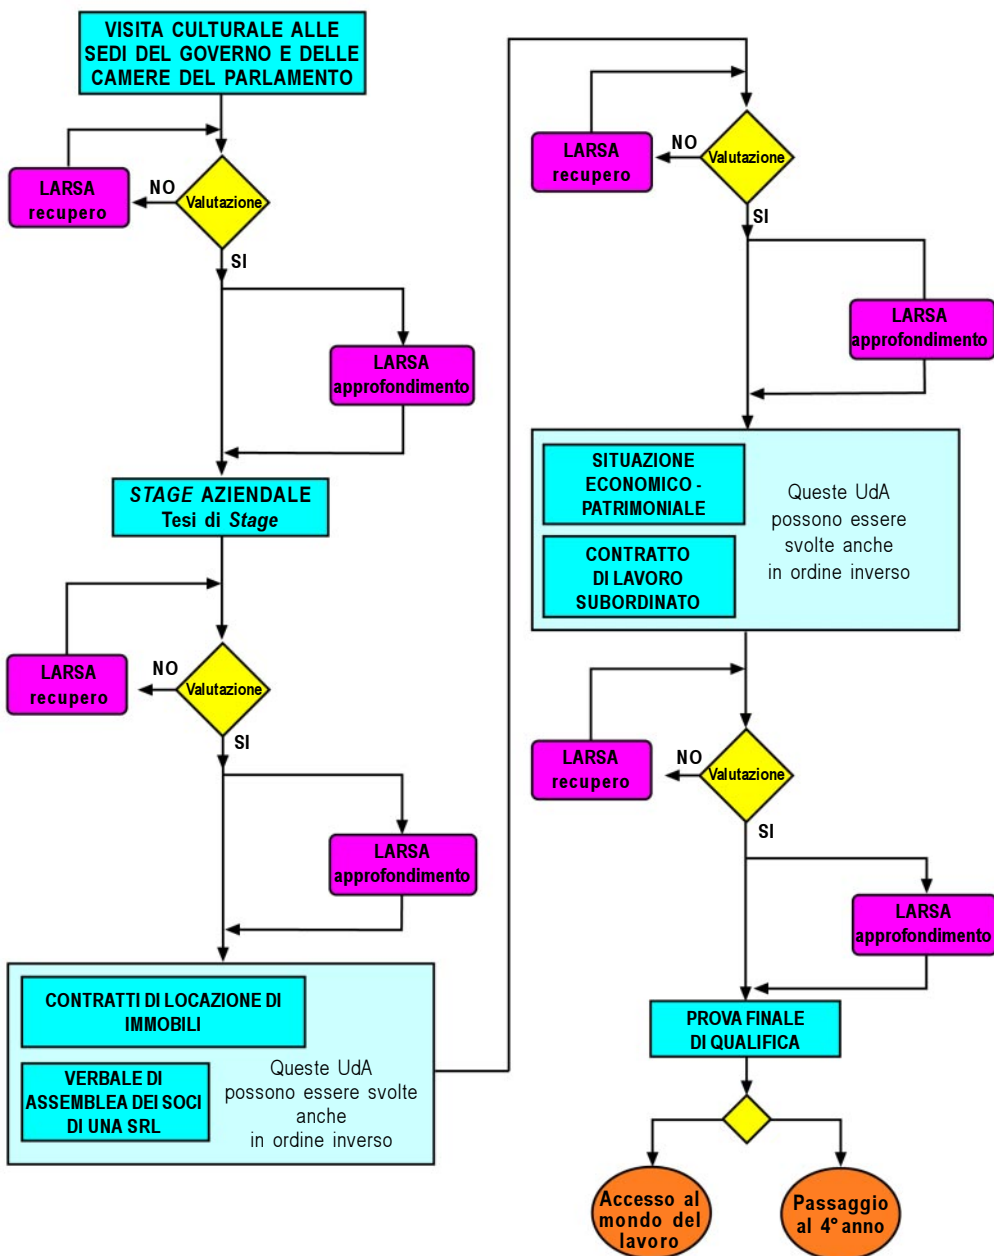 VISITA CULTURALE ALLE
SEDI DEL GOVERNO E DELLE
CAMERE DEL PARLAMENTO
LARSA
recupero
NO
Valutazione
SI
LARSA
approfondimento
STAGE AZIENDALE
Tesi di Stage
LARSA
recupero
NO
Valutazione
SI
LARSA
approfondimento
CONTRATTI DI LOCAZIONE DI
IMMOBILI
VERBALE DI
ASSEMBLEA DEI SOCI
DI UNA SRL
Queste UdA
possono essere svolte
anche
in ordine inverso
LARSA
recupero
NO
Valutazione
SI
LARSA
approfondimento
SITUAZIONE
ECONOMICO -
PATRIMONIALE
CONTRATTO
DI LAVORO
SUBORDINATO
Queste UdA
possono essere
svolte anche
in ordine inverso
LARSA
recupero
NO
Valutazione
SI
LARSA
approfondimento
PROVA FINALE
DI QUALIFICA
Accesso al
mondo del
lavoro
Passaggio
al 4° anno